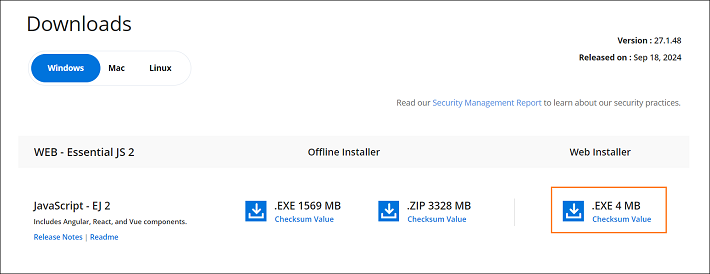 Downloads
Version : 27.1.48
Windows Mac Linux
Released on : Sep 18, 2024
Read our Security Management Report to learn about our security practices.
WEB - Essential JS 2 Offline Installer Web Installer
JavaScript - EJ 2 .EXE 1569 MB .ZIP 3328 MB .EXE 4 MB
Includes Angular, React, and Vue components. Checksum Value Checksum Value Checksum Value
Release Notes | Readme